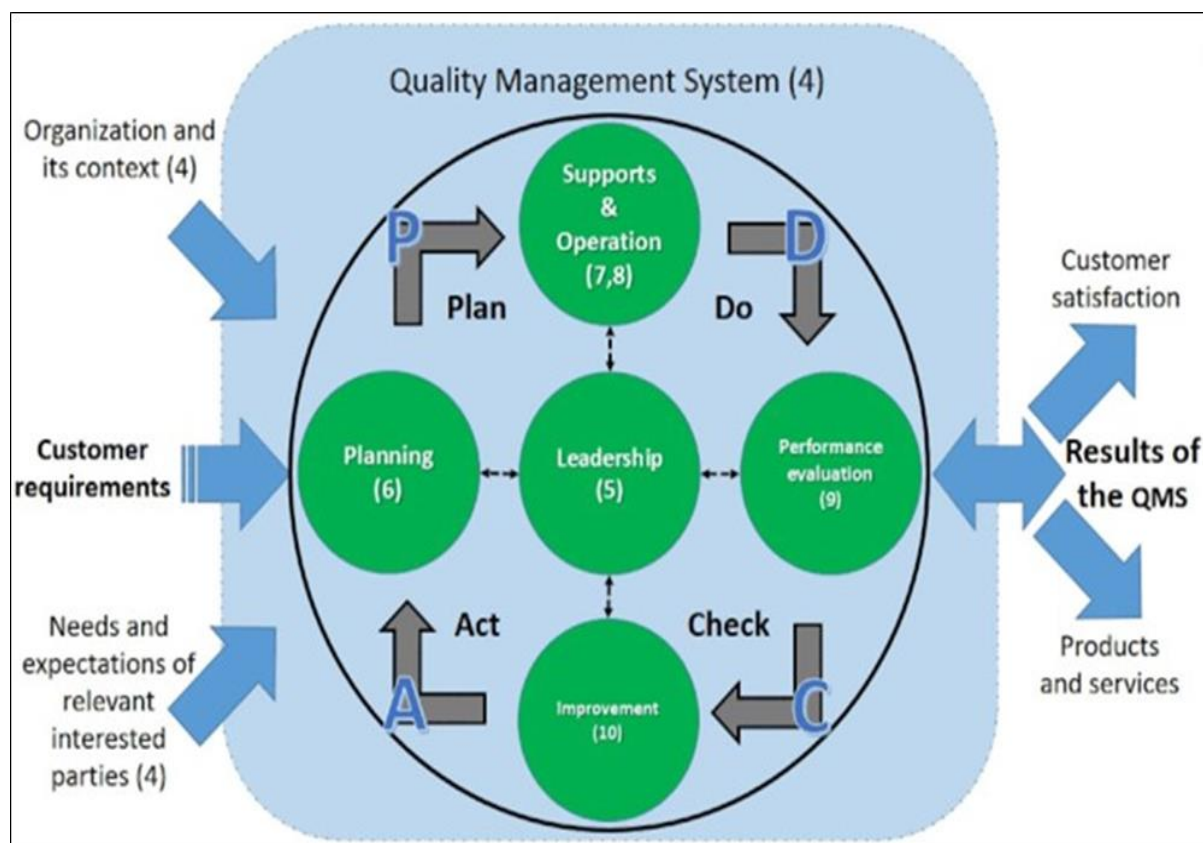 Quality Management System (4)
Organization and
its context (4)
Supports
&
Operation
(7,8)
P
D
Plan
Do
Customer
satisfaction
Customer
requirements
Planning
(6)
Leadership
(5)
Performance
evaluation
(9)
Results of
the QMS
Act
Check
A
C
Improvement
(10)
Needs and
expectations of
relevant
interested
parties (4)
Products
and services